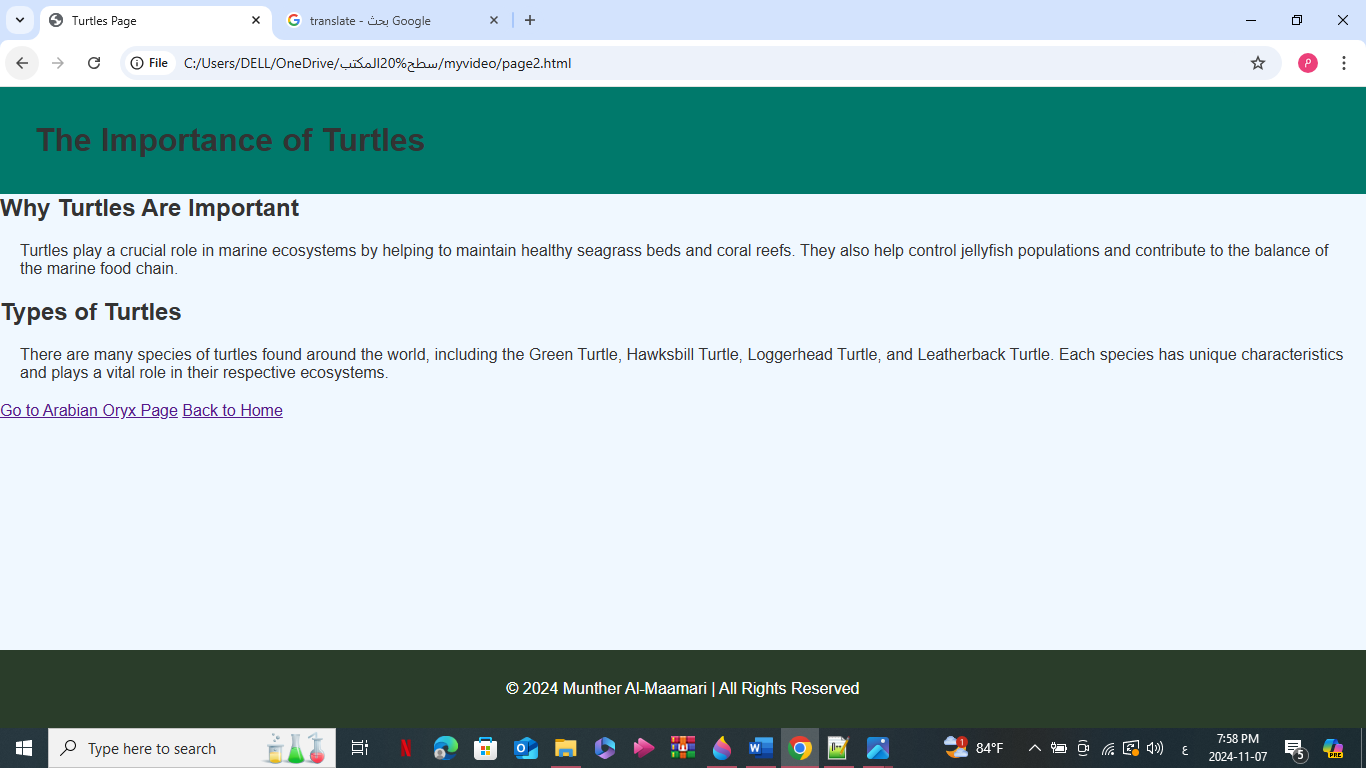 Turtles Page
translate - بحث Google
File
C:/Users/DELL/OneDrive/سطح%20المكتب/myvideo/page2.html
The Importance of Turtles
Why Turtles Are Important
Turtles play a crucial role in marine ecosystems by helping to maintain healthy seagrass beds and coral reefs. They also help control jellyfish populations and contribute to the balance of
the marine food chain.
Types of Turtles
There are many species of turtles found around the world, including the Green Turtle, Hawksbill Turtle, Loggerhead Turtle, and Leatherback Turtle. Each species has unique characteristics
and plays a vital role in their respective ecosystems.
Go to Arabian Oryx Page Back to Home
© 2024 Munther Al-Maamari | All Rights Reserved
Type here to search
84°F
ع
7:58 PM
2024-11-07
5